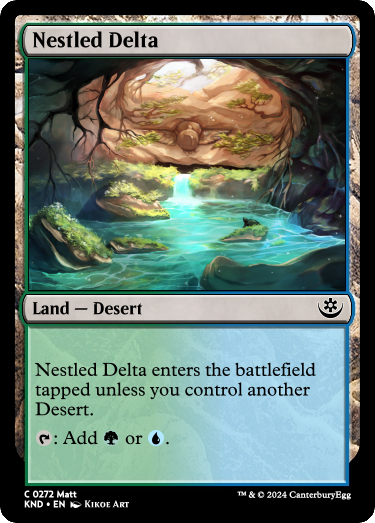 Nestled Delta
Land — Desert
Nestled Delta enters the battlefield
tapped unless you control another
Desert.
: Add or .
C 0272 Matt
KND • EN Kikoe Art
™ & © 2024 CanterburyEgg